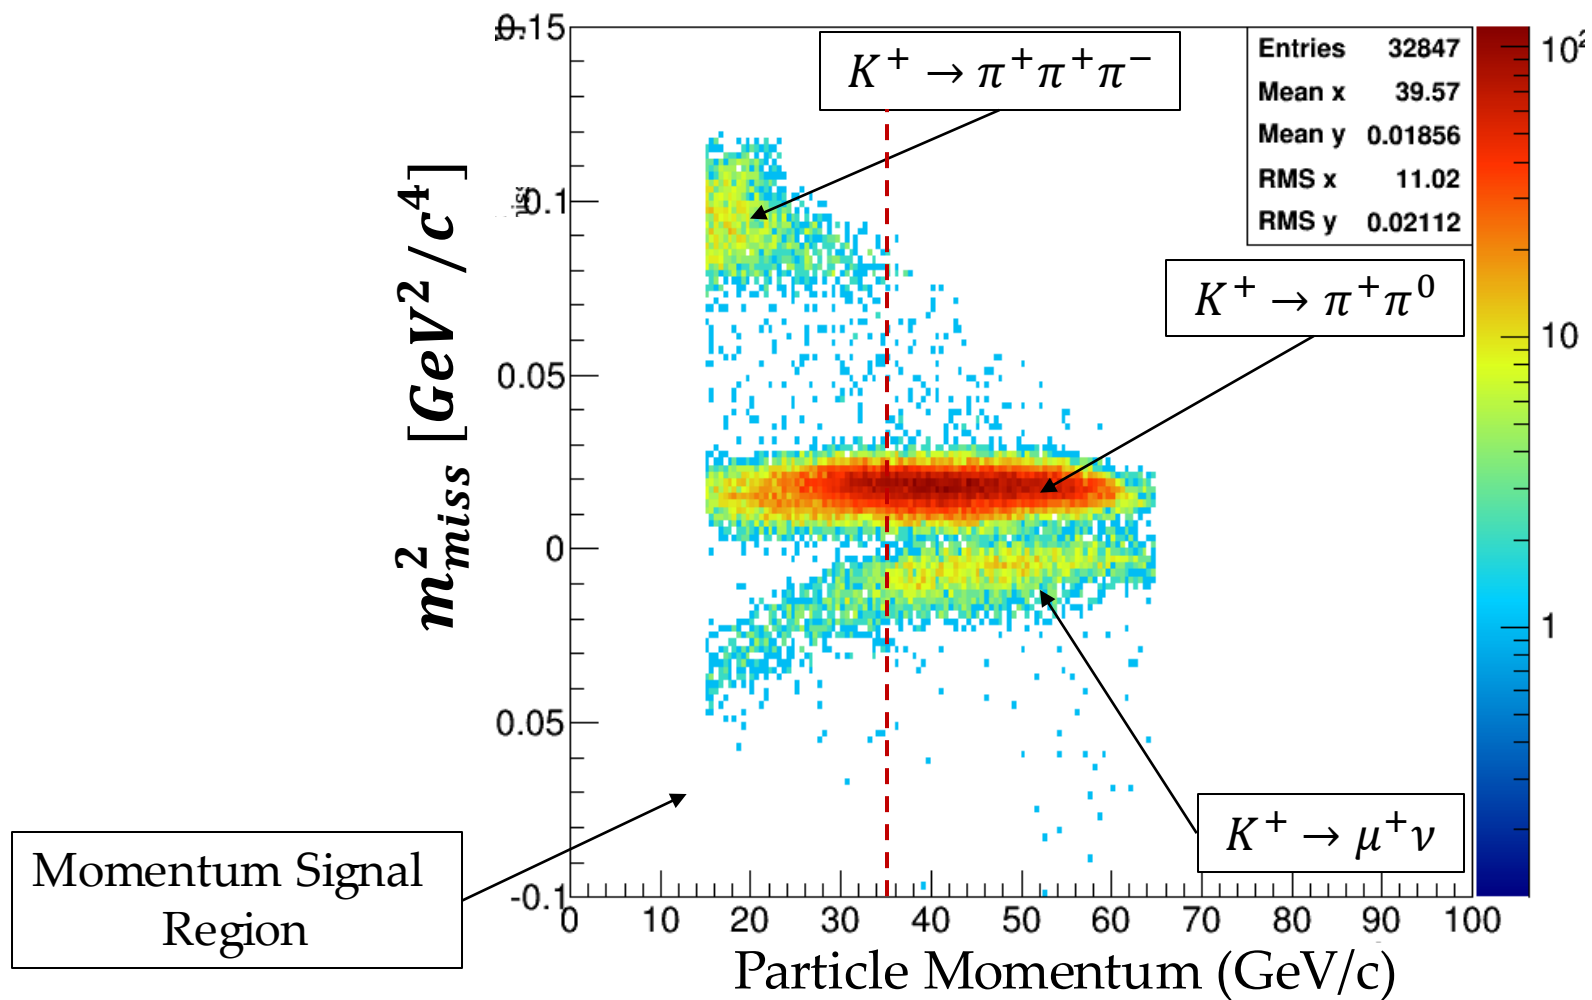 0.15
K⁺ → π⁺π⁺π⁻
Entries 32847
Mean x 39.57
Mean y 0.01856
RMS x 11.02
RMS y 0.02112
10²
0.1
K⁺ → π⁺π⁰
m²miss [GeV²/c⁴]
10
0.05
0
1
0.05
K⁺ → μ⁺ν
Momentum Signal
Region
-0.1
0 10 20 30 40 50 60 70 80 90 100
Particle Momentum (GeV/c)